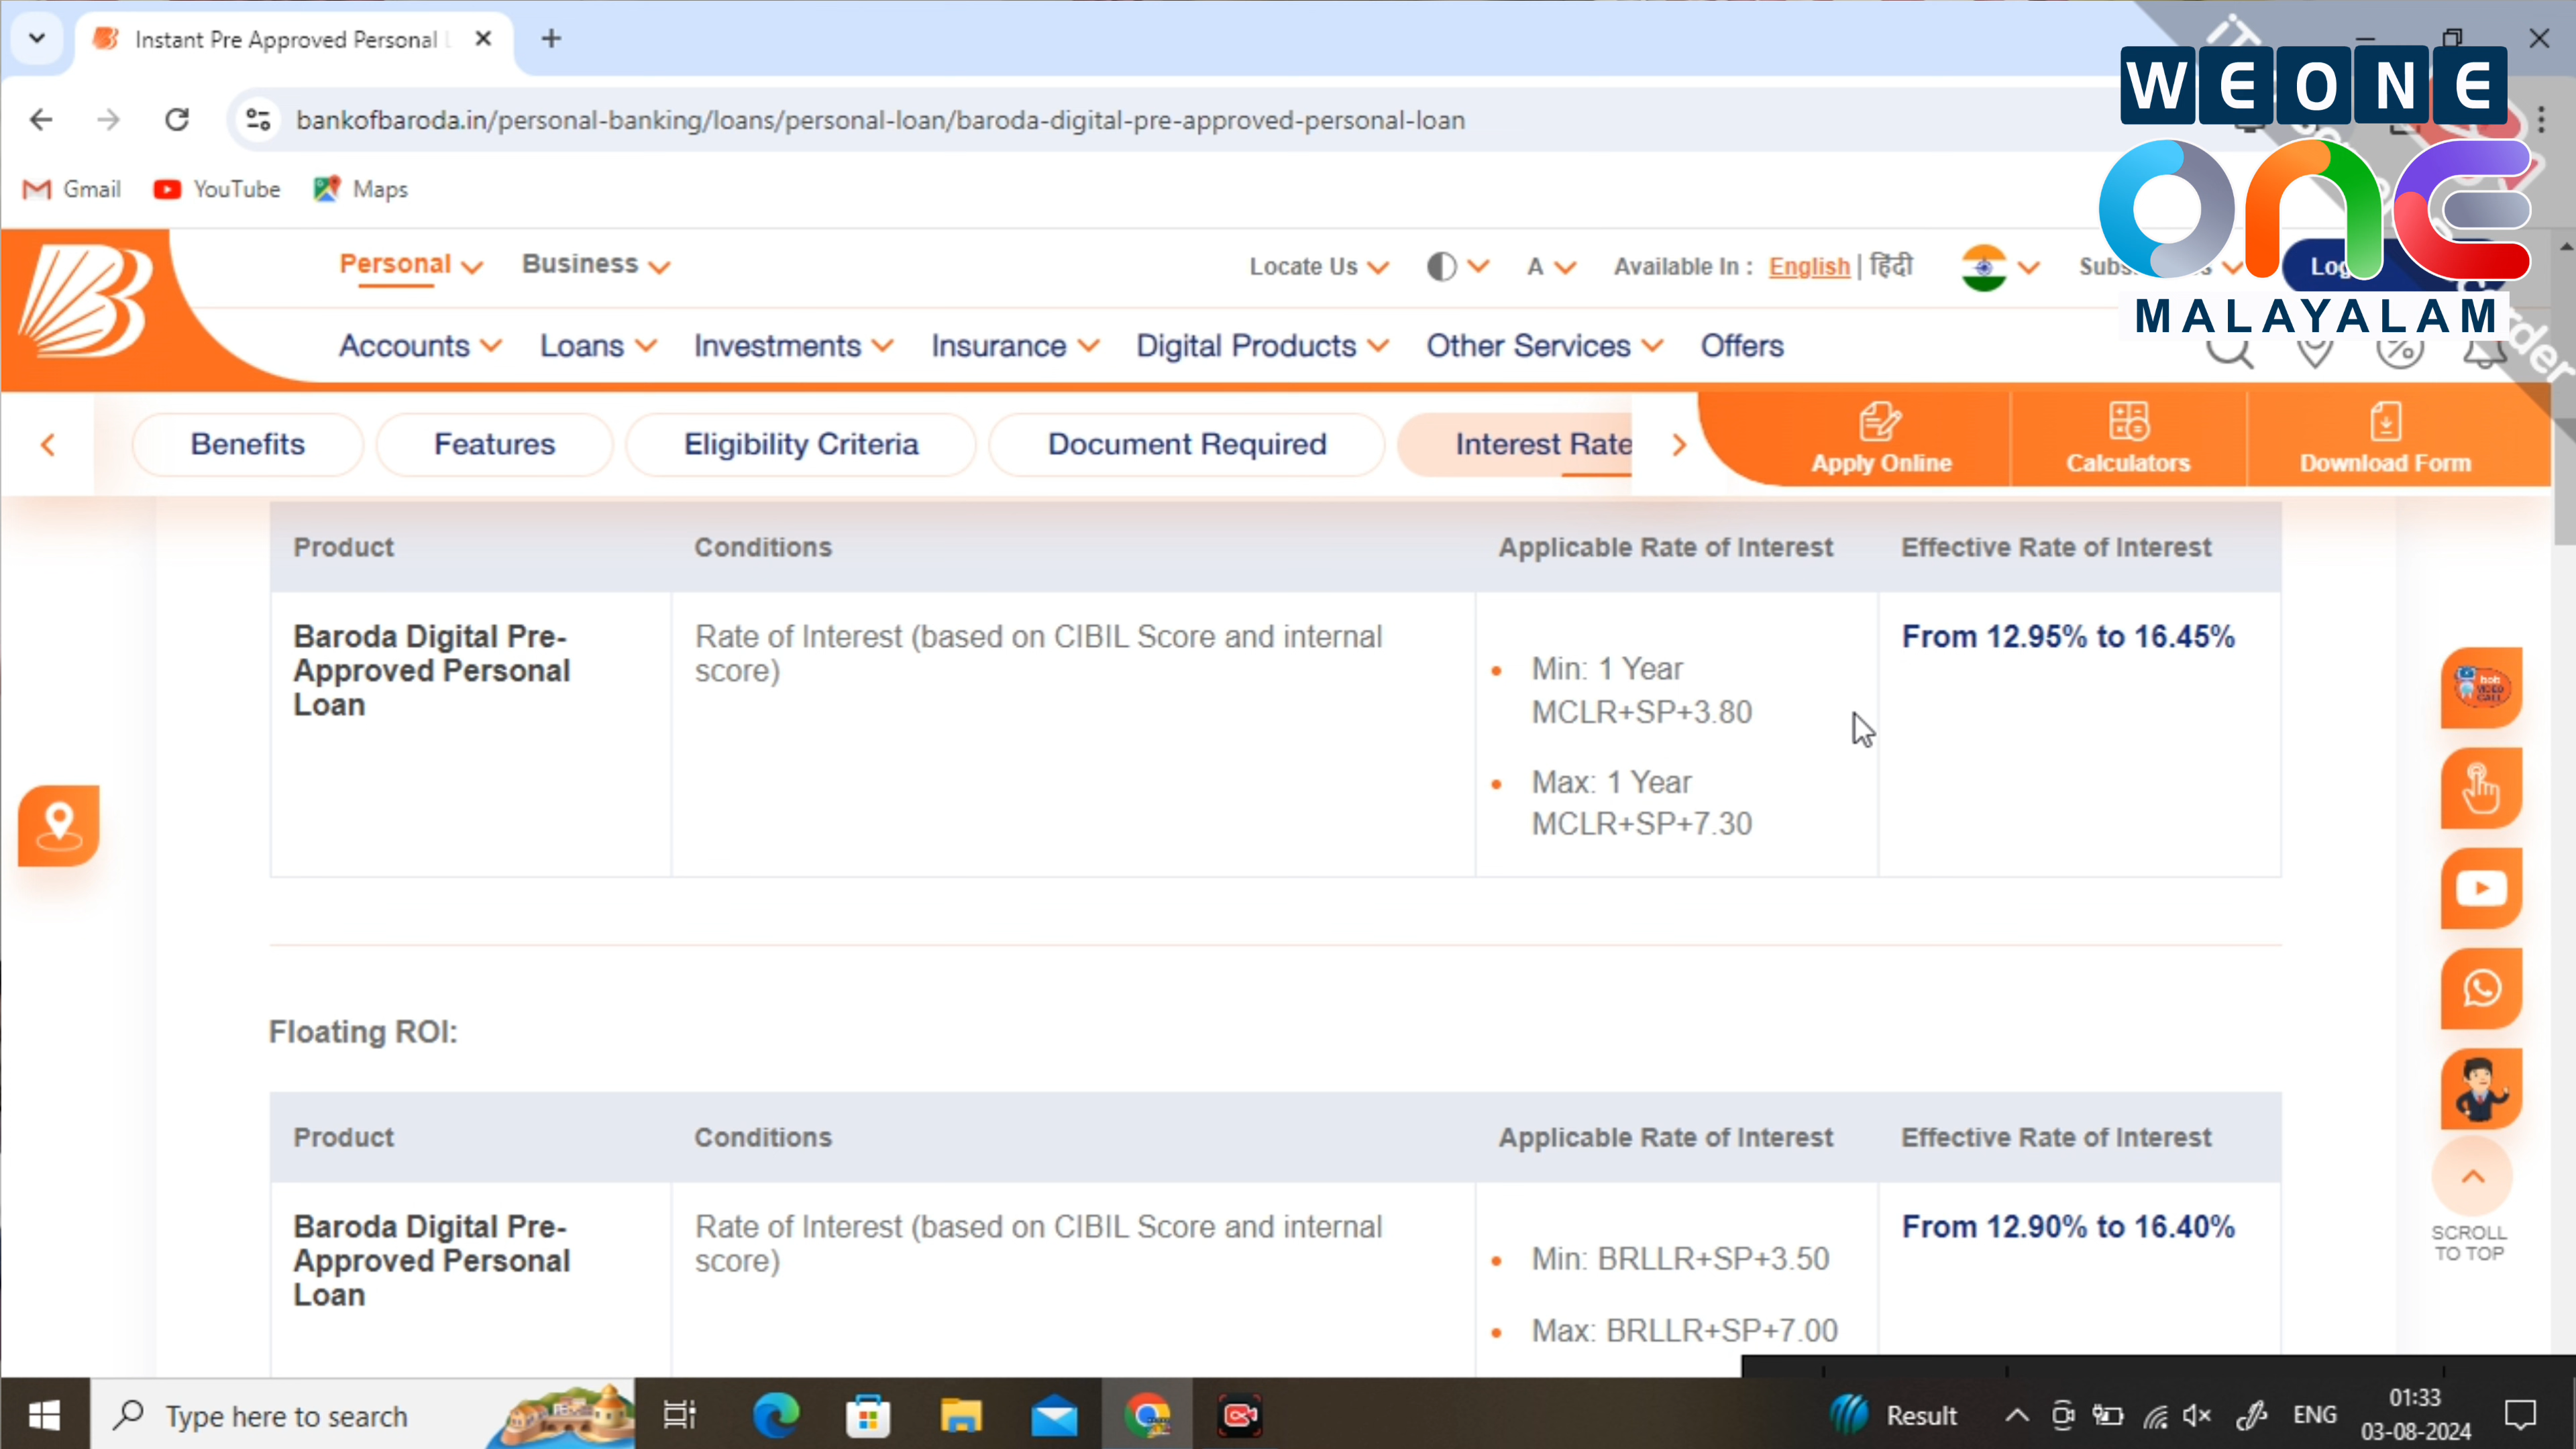 Instant Pre Approved Personal
bankofbaroda.in/personal-banking/loans/personal-loan/baroda-digital-pre-approved-personal-loan
Gmail YouTube Maps
WEONE
ONE
MALAYALAM
Personal Business Locate Us A Available In : English | हिंदी
Accounts Loans Investments Insurance Digital Products Other Services Offers
Benefits Features Eligibility Criteria Document Required Interest Rate
Apply Online Calculators Download Form
Product Conditions Applicable Rate of Interest Effective Rate of Interest
Baroda Digital Pre-
Approved Personal
Loan
Rate of Interest (based on CIBIL Score and internal
score)
Min: 1 Year
MCLR+SP+3.80
Max: 1 Year
MCLR+SP+7.30
From 12.95% to 16.45%
Floating ROI:
Product Conditions Applicable Rate of Interest Effective Rate of Interest
Baroda Digital Pre-
Approved Personal
Loan
Rate of Interest (based on CIBIL Score and internal
score)
Min: BRLLR+SP+3.50
Max: BRLLR+SP+7.00
From 12.90% to 16.40%
bob
VIDEO
CALL
SCROLL
TO TOP
Type here to search
Result ENG
01:33
03-08-2024